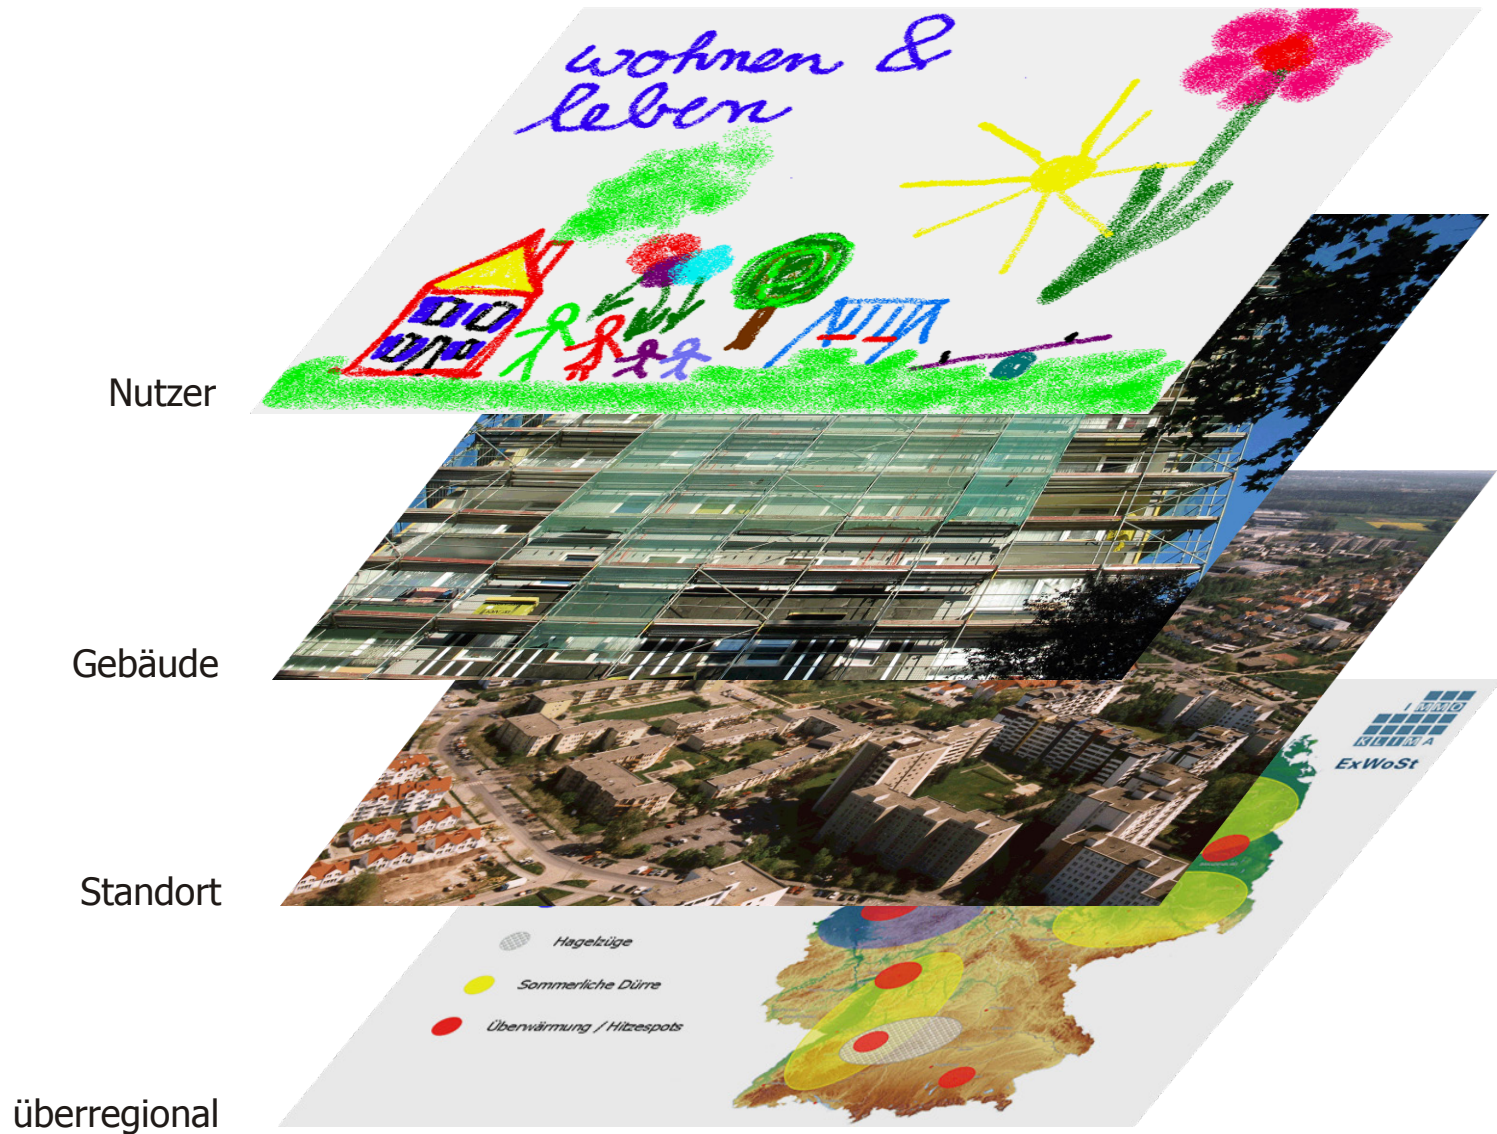 wohnen &
leben
Nutzer
Gebäude
Standort
überregional
IMMO
KLIMA
ExWoSt
Hagelzüge
Sommerliche Dürre
Überwärmung / Hitzespots